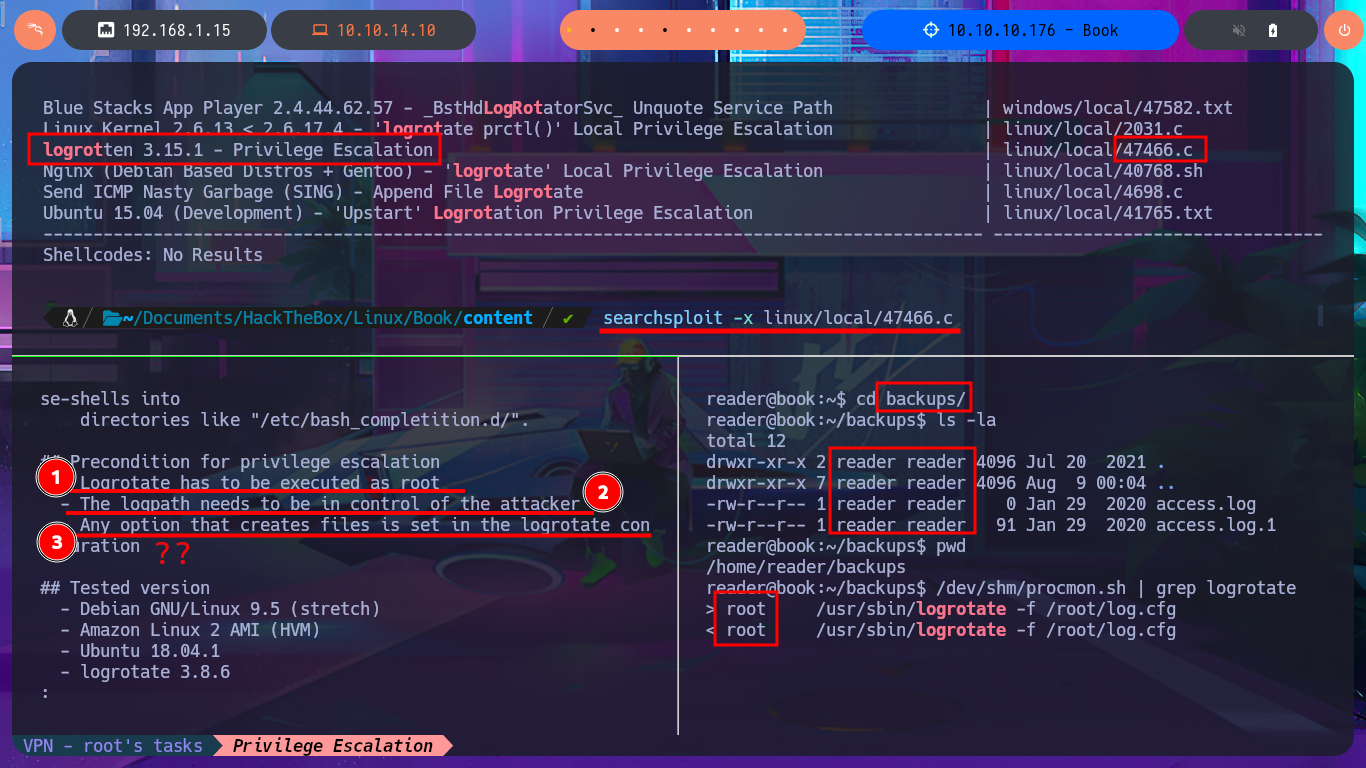 192.168.1.15
10.10.14.10
10.10.10.176 - Book
Blue Stacks App Player 2.4.44.62.57 - _BstHdLogRotatorSvc_ Unquote Service Path | windows/local/47582.txt
Linux Kernel 2.6.13 < 2.6.17.4 - 'logrotate prctl()' Local Privilege Escalation | linux/local/2031.c
logrotten 3.15.1 - Privilege Escalation | linux/local/47466.c
Nginx (Debian Based Distros + Gentoo) - 'logrotate' Local Privilege Escalation | linux/local/40768.sh
Send ICMP Nasty Garbage (SING) - Append File Logrotate | linux/local/4698.c
Ubuntu 15.04 (Development) - 'Upstart' Logrotation Privilege Escalation | linux/local/41765.txt
---------------------------------------------------------------------------------------------- ---------------------------------
Shellcodes: No Results
~/Documents/HackTheBox/Linux/Book/content / ✔ searchsploit -x linux/local/47466.c
se-shells into
directories like "/etc/bash_completition.d/".
## Precondition for privilege escalation
1 Logrotate has to be executed as root
- The logpath needs to be in control of the attacker 2
3 Any option that creates files is set in the logrotate con
uration ??
## Tested version
- Debian GNU/Linux 9.5 (stretch)
- Amazon Linux 2 AMI (HVM)
- Ubuntu 18.04.1
- logrotate 3.8.6
:
reader@book:~$ cd backups/
reader@book:~/backups$ ls -la
total 12
drwxr-xr-x 2 reader reader 4096 Jul 20  2021 .
drwxr-xr-x 7 reader reader 4096 Aug  9 00:04 ..
-rw-r--r-- 1 reader reader    0 Jan 29  2020 access.log
-rw-r--r-- 1 reader reader   91 Jan 29  2020 access.log.1
reader@book:~/backups$ pwd
/home/reader/backups
reader@book:~/backups$ /dev/shm/procmon.sh | grep logrotate
> root     /usr/sbin/logrotate -f /root/log.cfg
< root     /usr/sbin/logrotate -f /root/log.cfg
VPN - root's tasks
Privilege Escalation